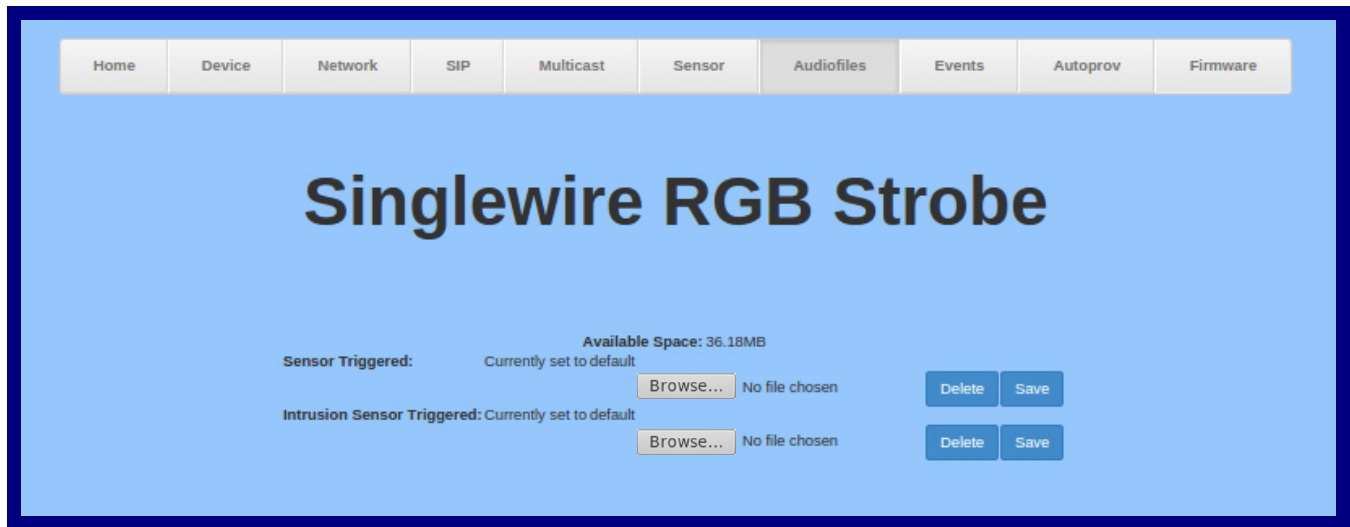 Home Device Network SIP Multicast Sensor Audiofiles Events Autoprov Firmware
Singlewire RGB Strobe
Available Space: 36.18MB
Sensor Triggered: Currently set to default
Browse... No file chosen Delete Save
Intrusion Sensor Triggered: Currently set to default
Browse... No file chosen Delete Save